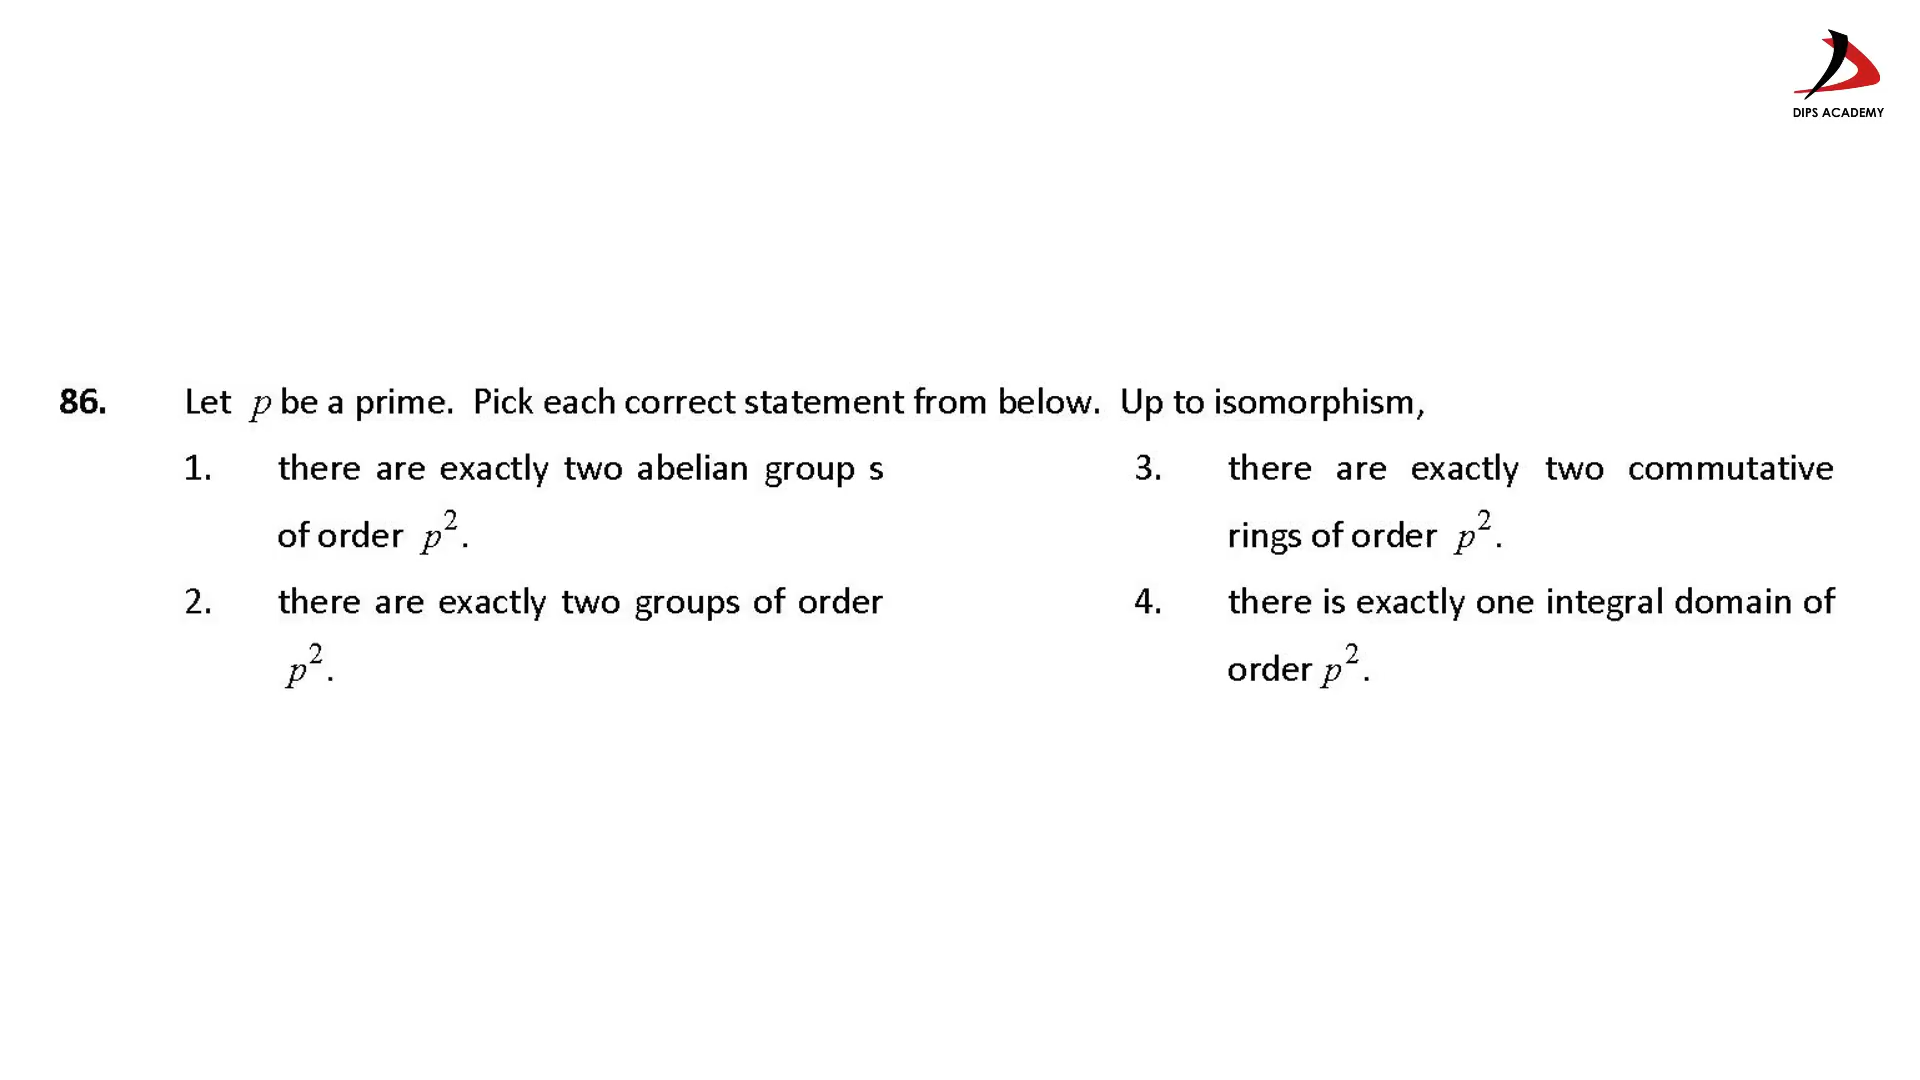 DIPS ACADEMY
86. Let p be a prime. Pick each correct statement from below. Up to isomorphism,
1. there are exactly two abelian group s
of order p².
2. there are exactly two groups of order
p².
3. there are exactly two commutative
rings of order p².
4. there is exactly one integral domain of
order p².